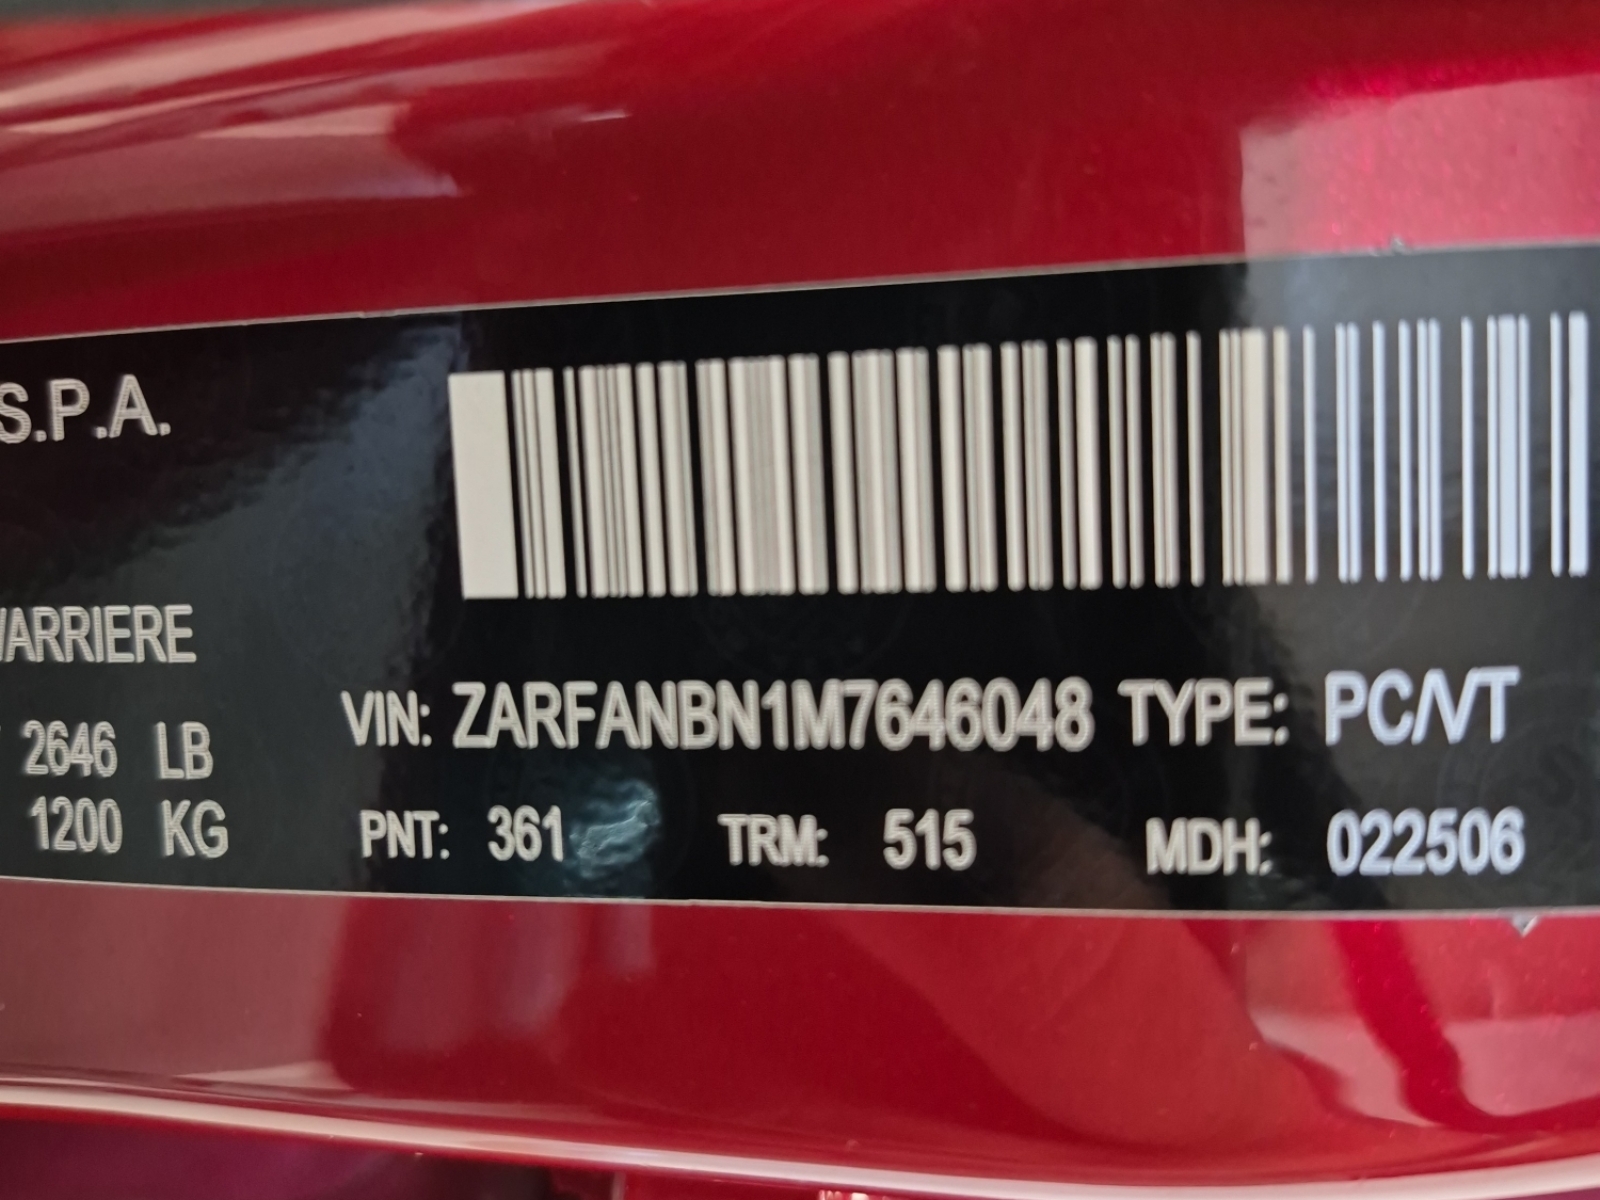 S.P.A.
/ARRIERE
2646 LB
1200 KG
VIN: ZARFANBN1M7646048 TYPE: PC/VT
PNT: 361 TRM: 515 MDH: 022506